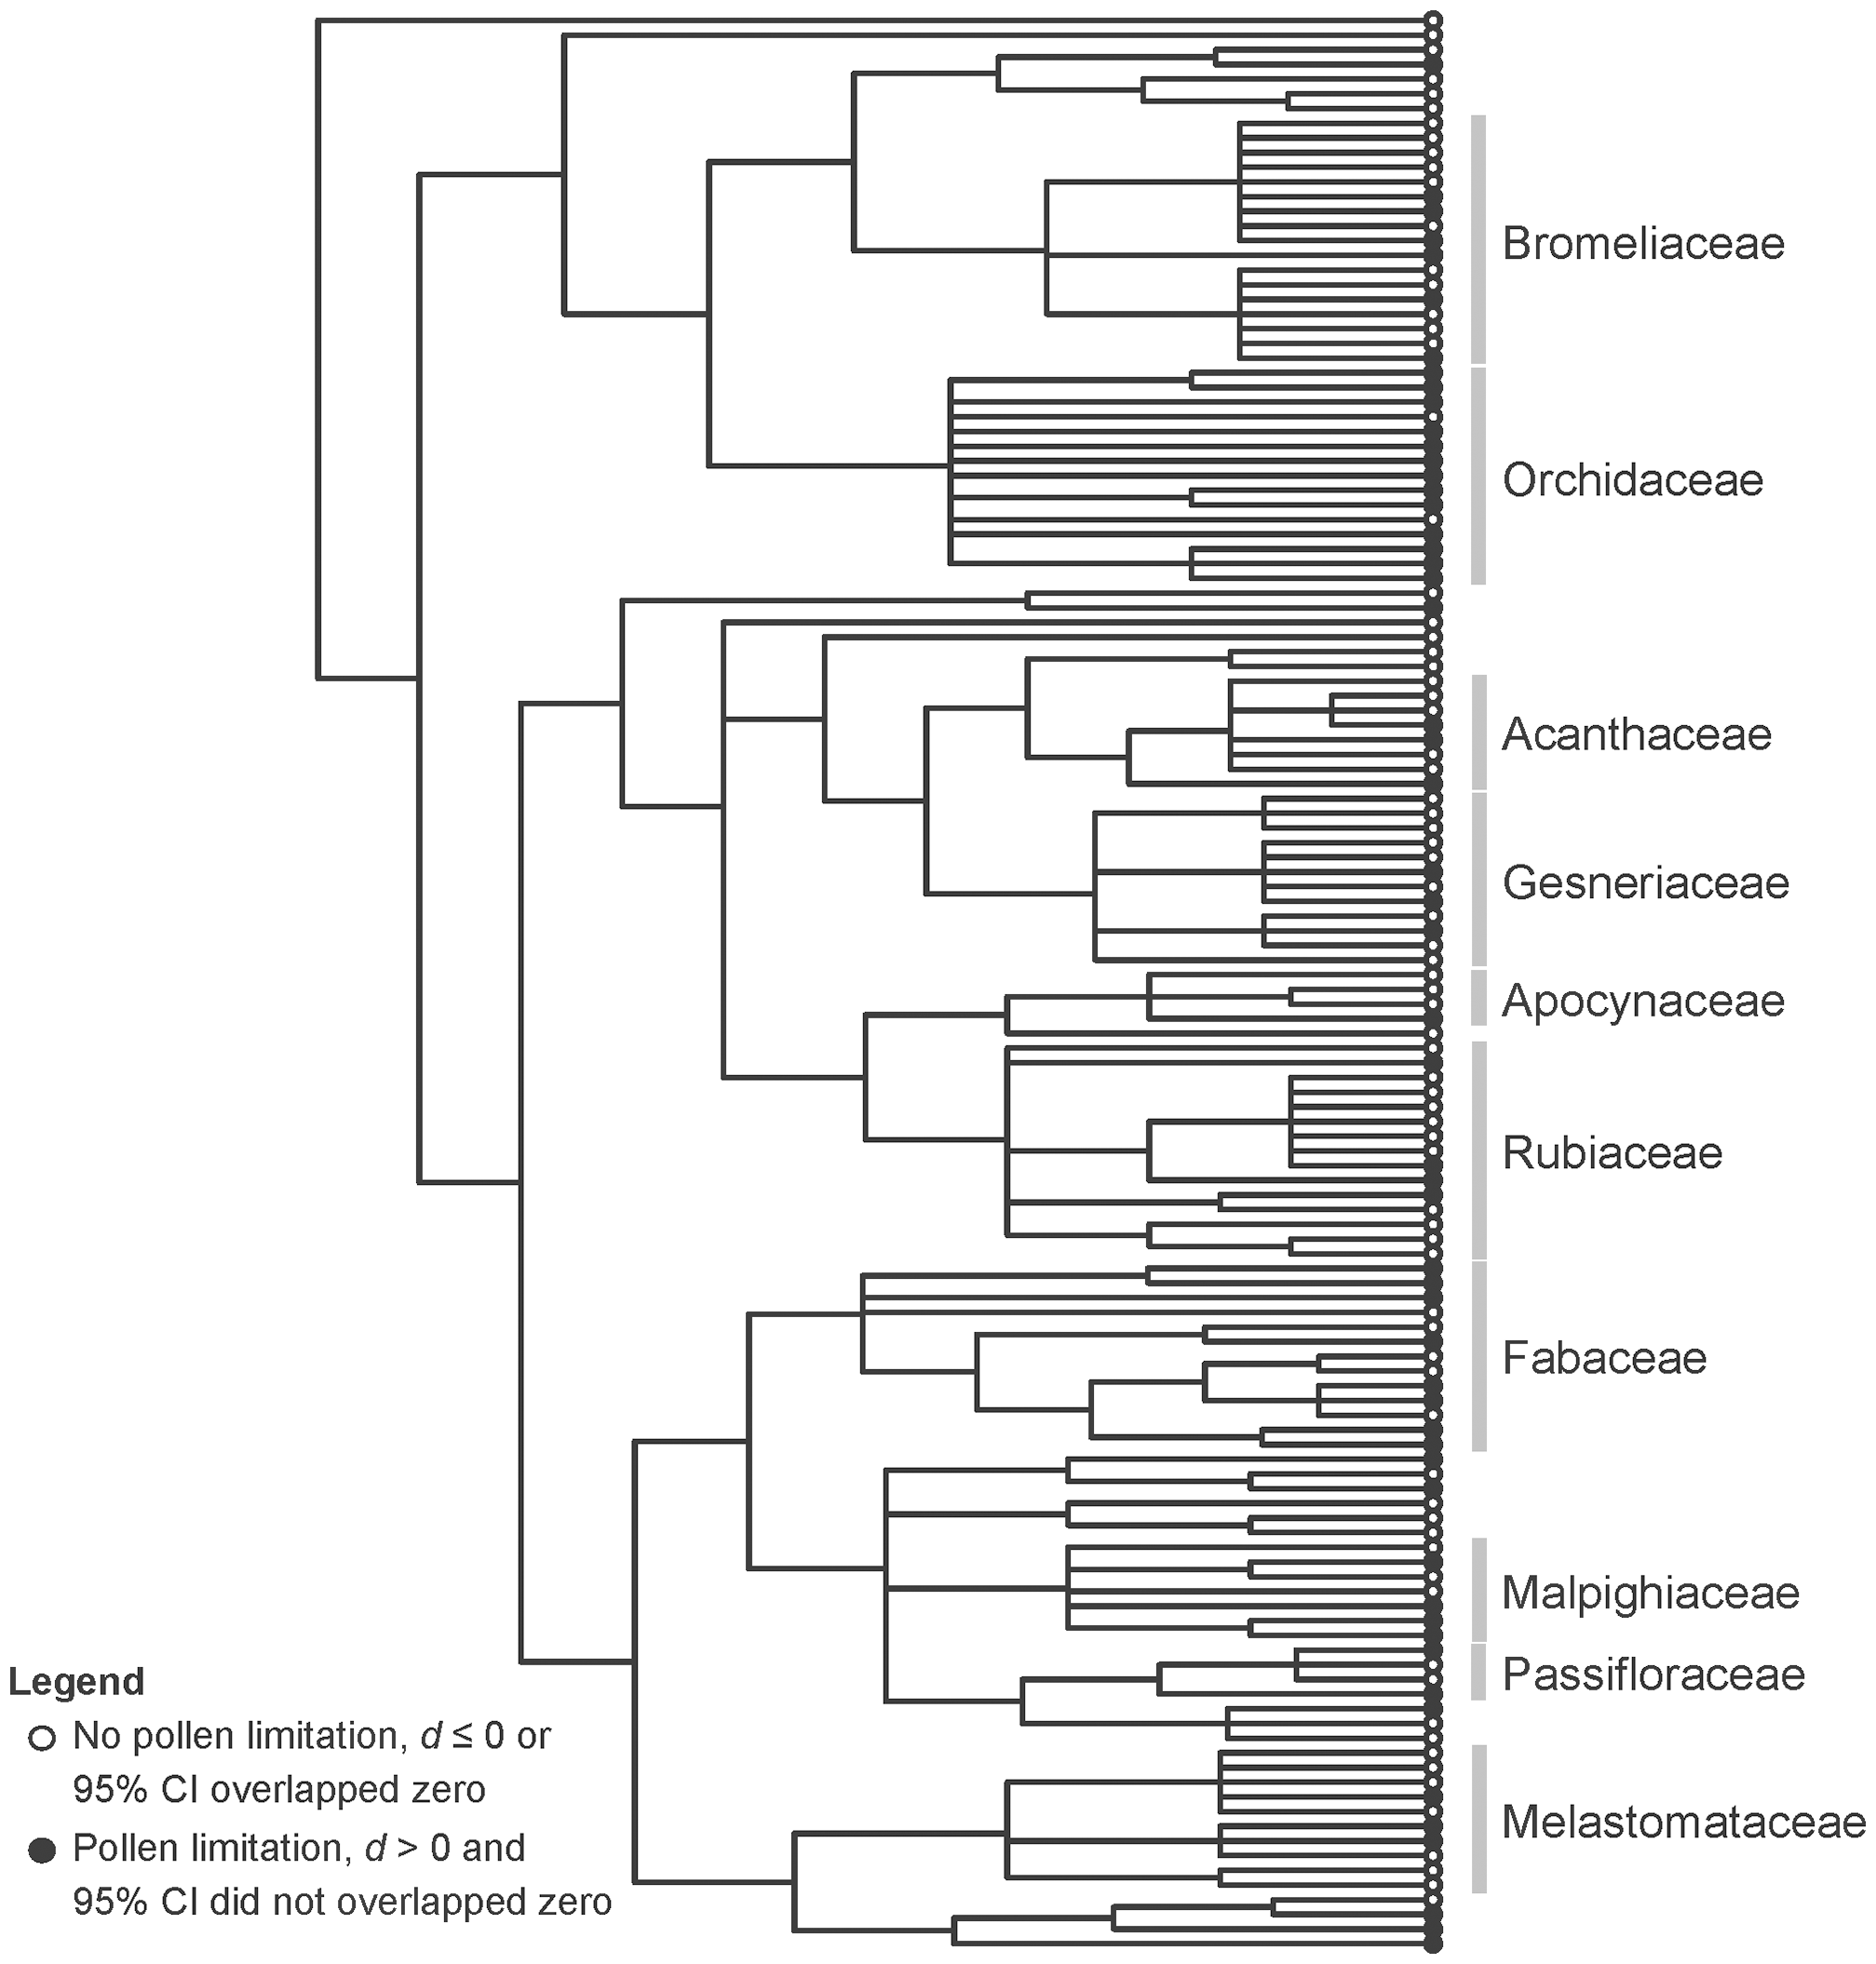 Bromeliaceae
Orchidaceae
Acanthaceae
Gesneriaceae
Apocynaceae
Rubiaceae
Fabaceae
Malpighiaceae
Passifloraceae
Melastomataceae
Legend
No pollen limitation, d ≤ 0 or
95% CI overlapped zero
Pollen limitation, d > 0 and
95% CI did not overlapped zero